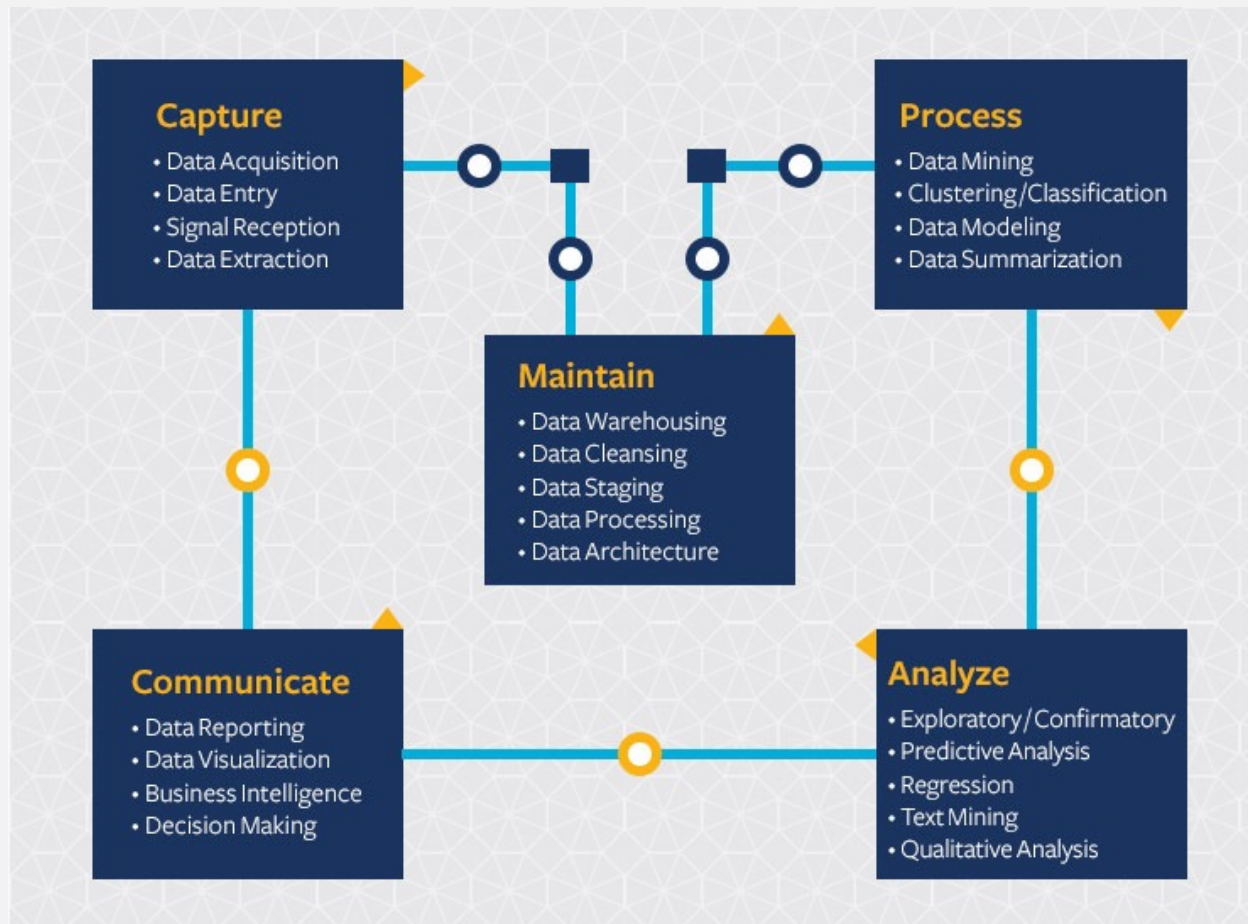 Capture
• Data Acquisition
• Data Entry
• Signal Reception
• Data Extraction
Maintain
• Data Warehousing
• Data Cleansing
• Data Staging
• Data Processing
• Data Architecture
Process
• Data Mining
• Clustering/Classification
• Data Modeling
• Data Summarization
Analyze
• Exploratory/Confirmatory
• Predictive Analysis
• Regression
• Text Mining
• Qualitative Analysis
Communicate
• Data Reporting
• Data Visualization
• Business Intelligence
• Decision Making